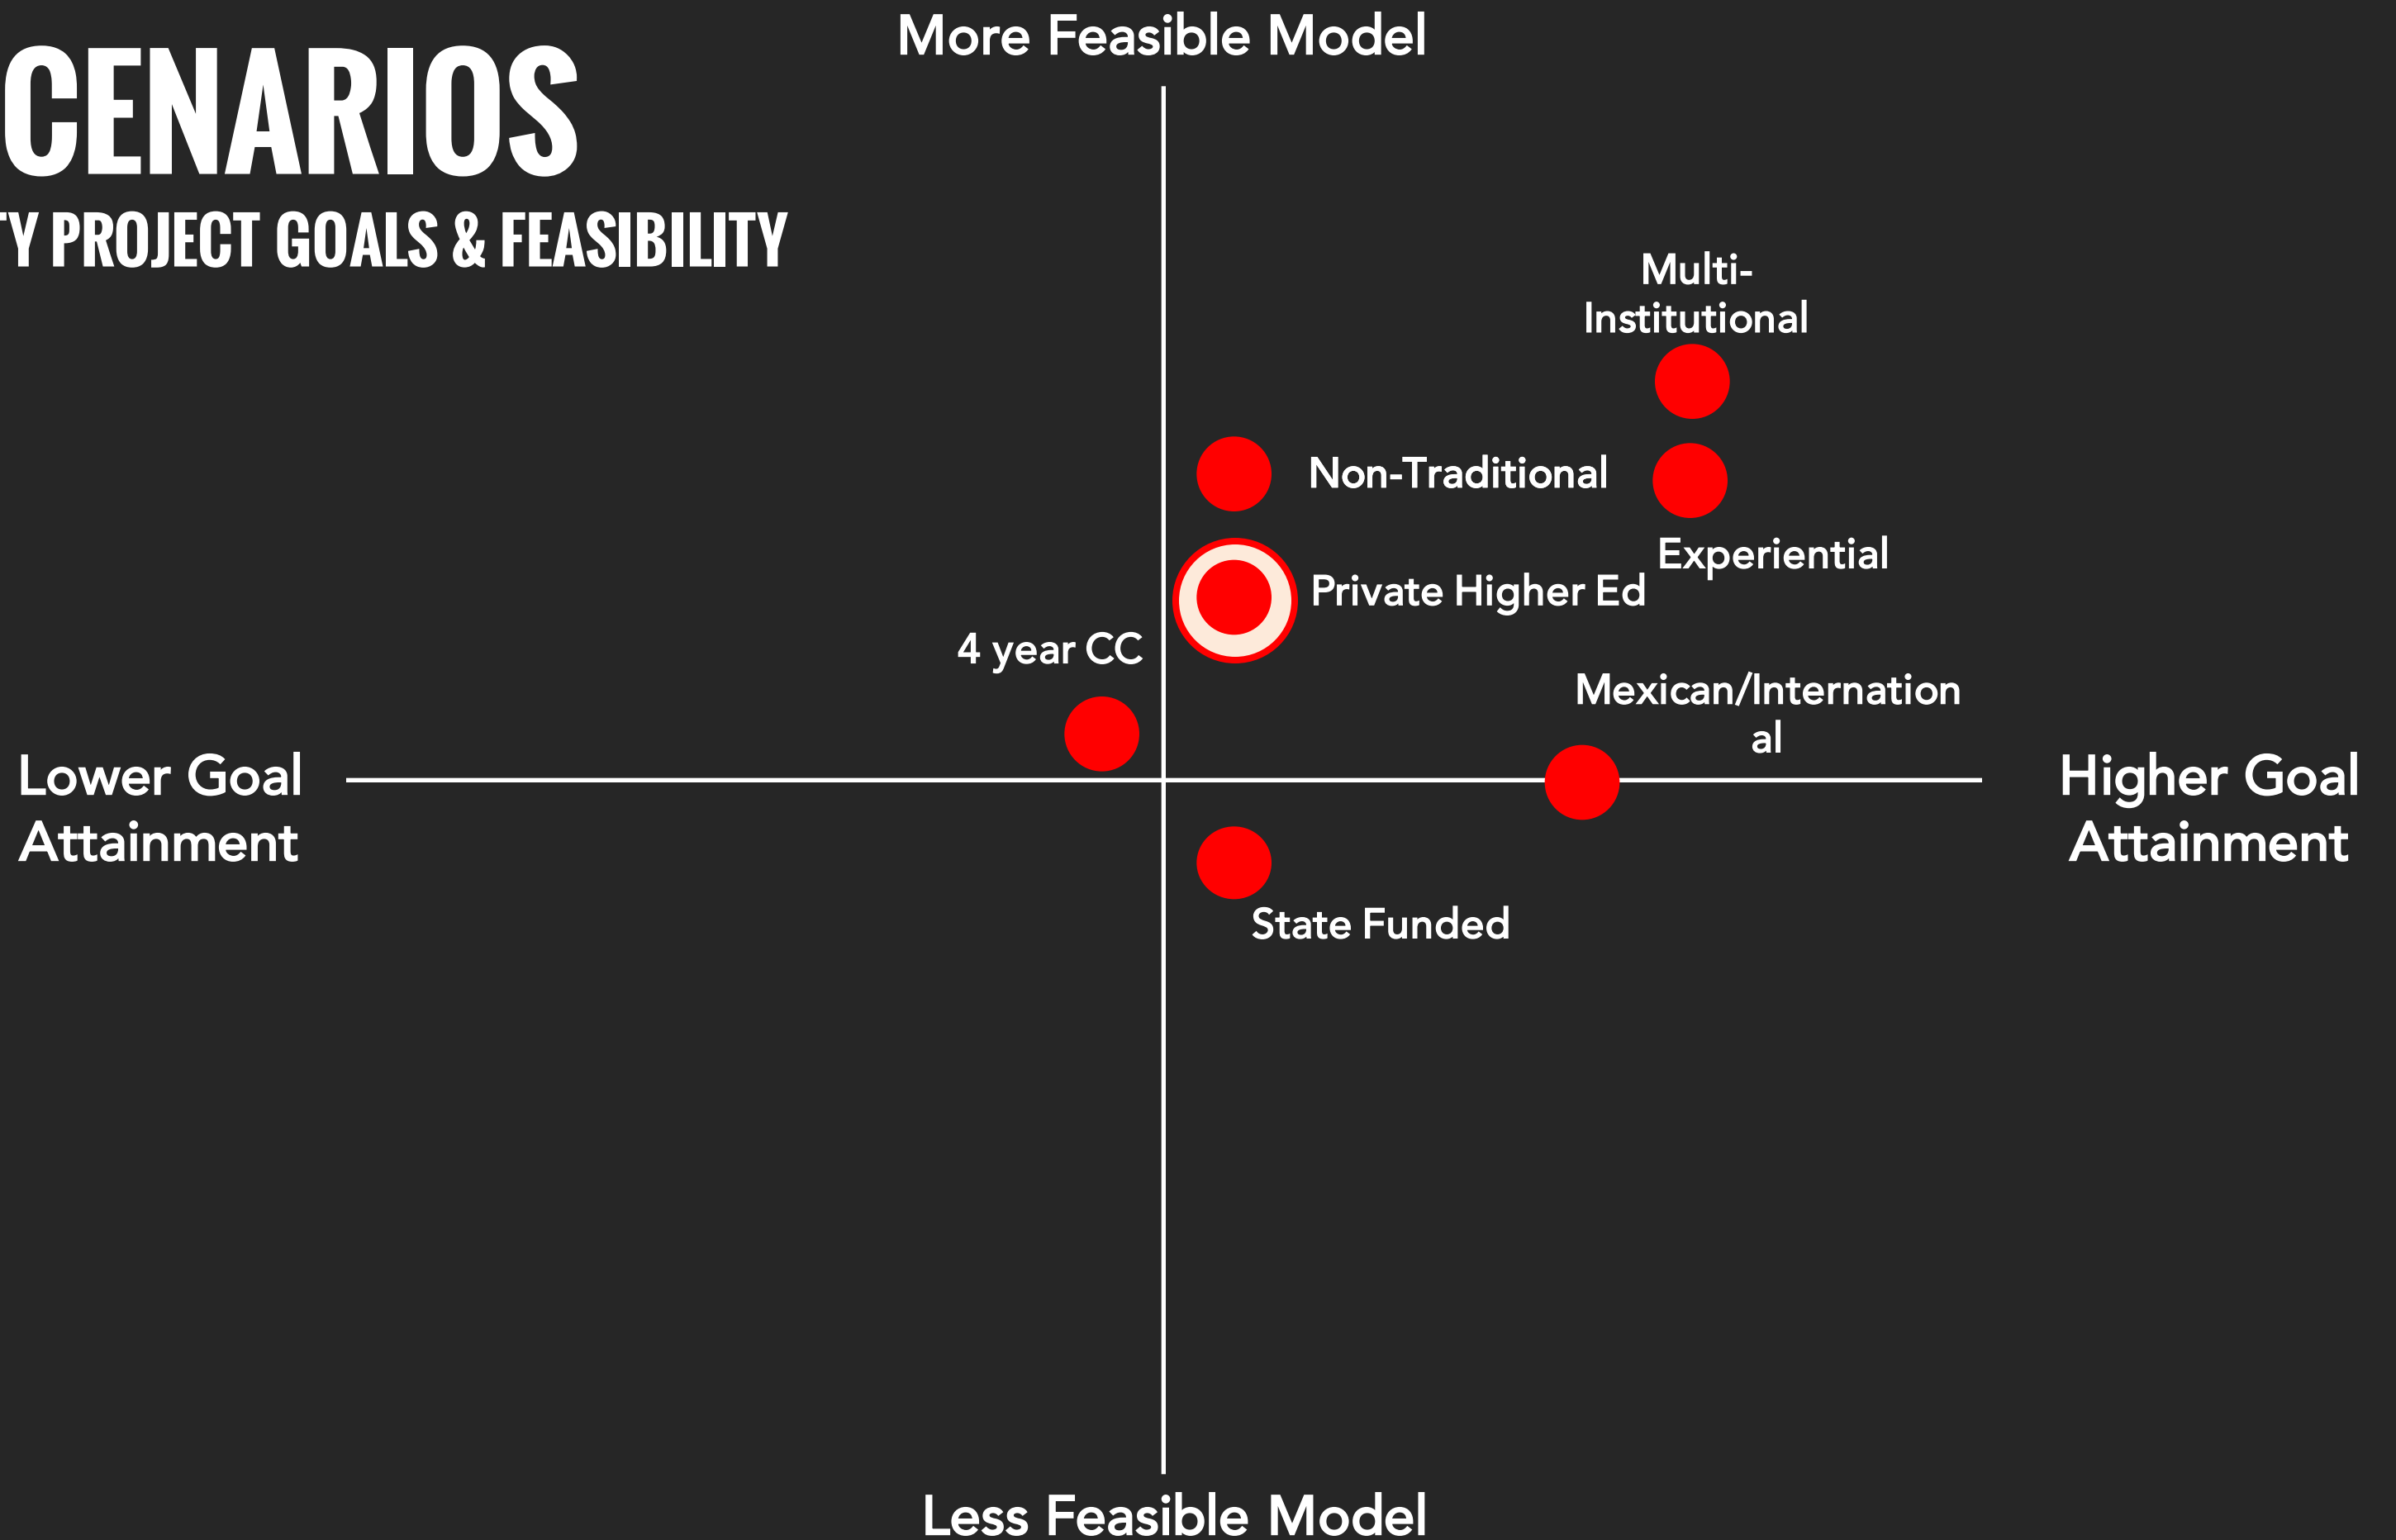 More Feasible Model
CENARIOS
Y PROJECT GOALS & FEASIBILITY
Multi-
Institutional
Non-Traditional
Experiential
Private Higher Ed
4 year CC
Mexican/Internation
al
Lower Goal
Attainment
Higher Goal
Attainment
State Funded
Less Feasible Model